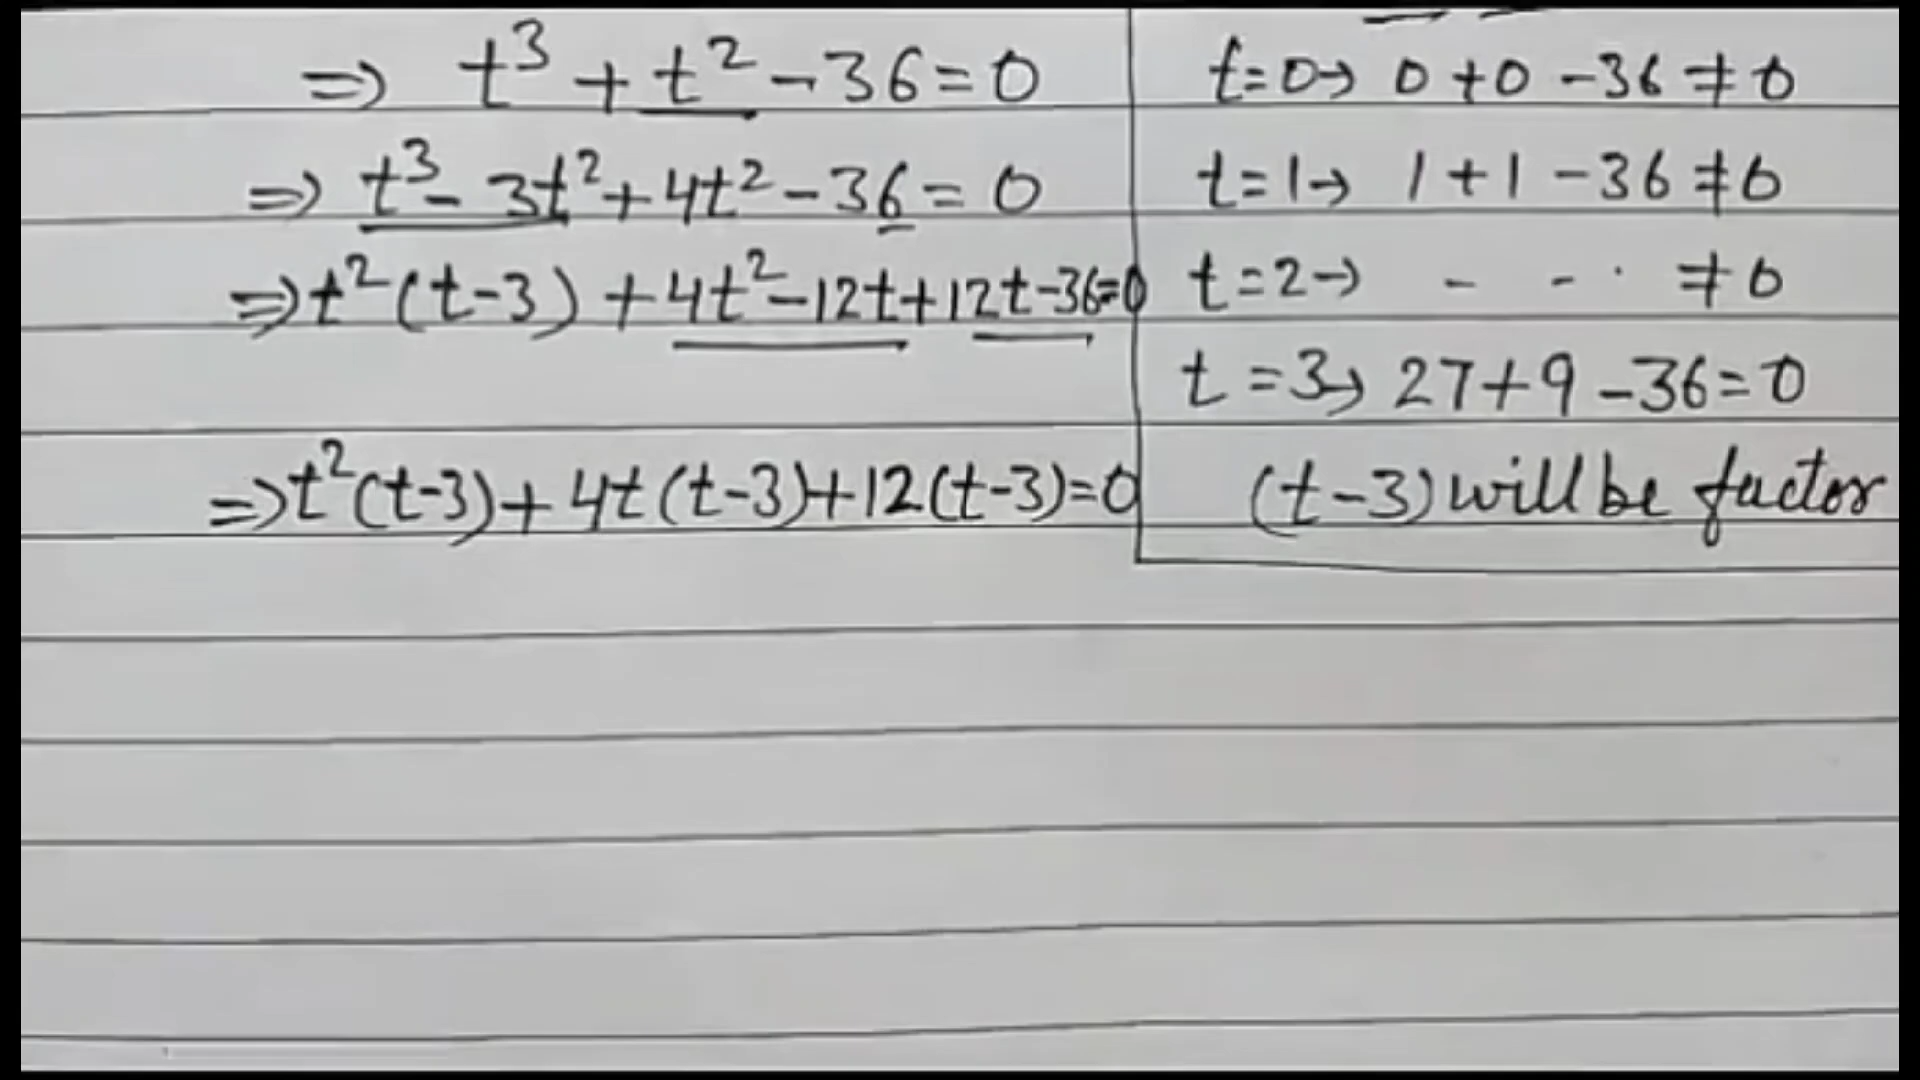 ⇒ t³ + t² - 36 = 0
⇒ t³ - 3t² + 4t² - 36 = 0
⇒ t²(t-3) + 4t² - 12t + 12t - 36 = 0
⇒ t²(t-3) + 4t(t-3) + 12(t-3) = 0
t=0→ 0+0-36≠0
t=1→ 1+1-36≠0
t=2→ - - · ≠0
t=3→ 27+9-36=0
(t-3) will be factor